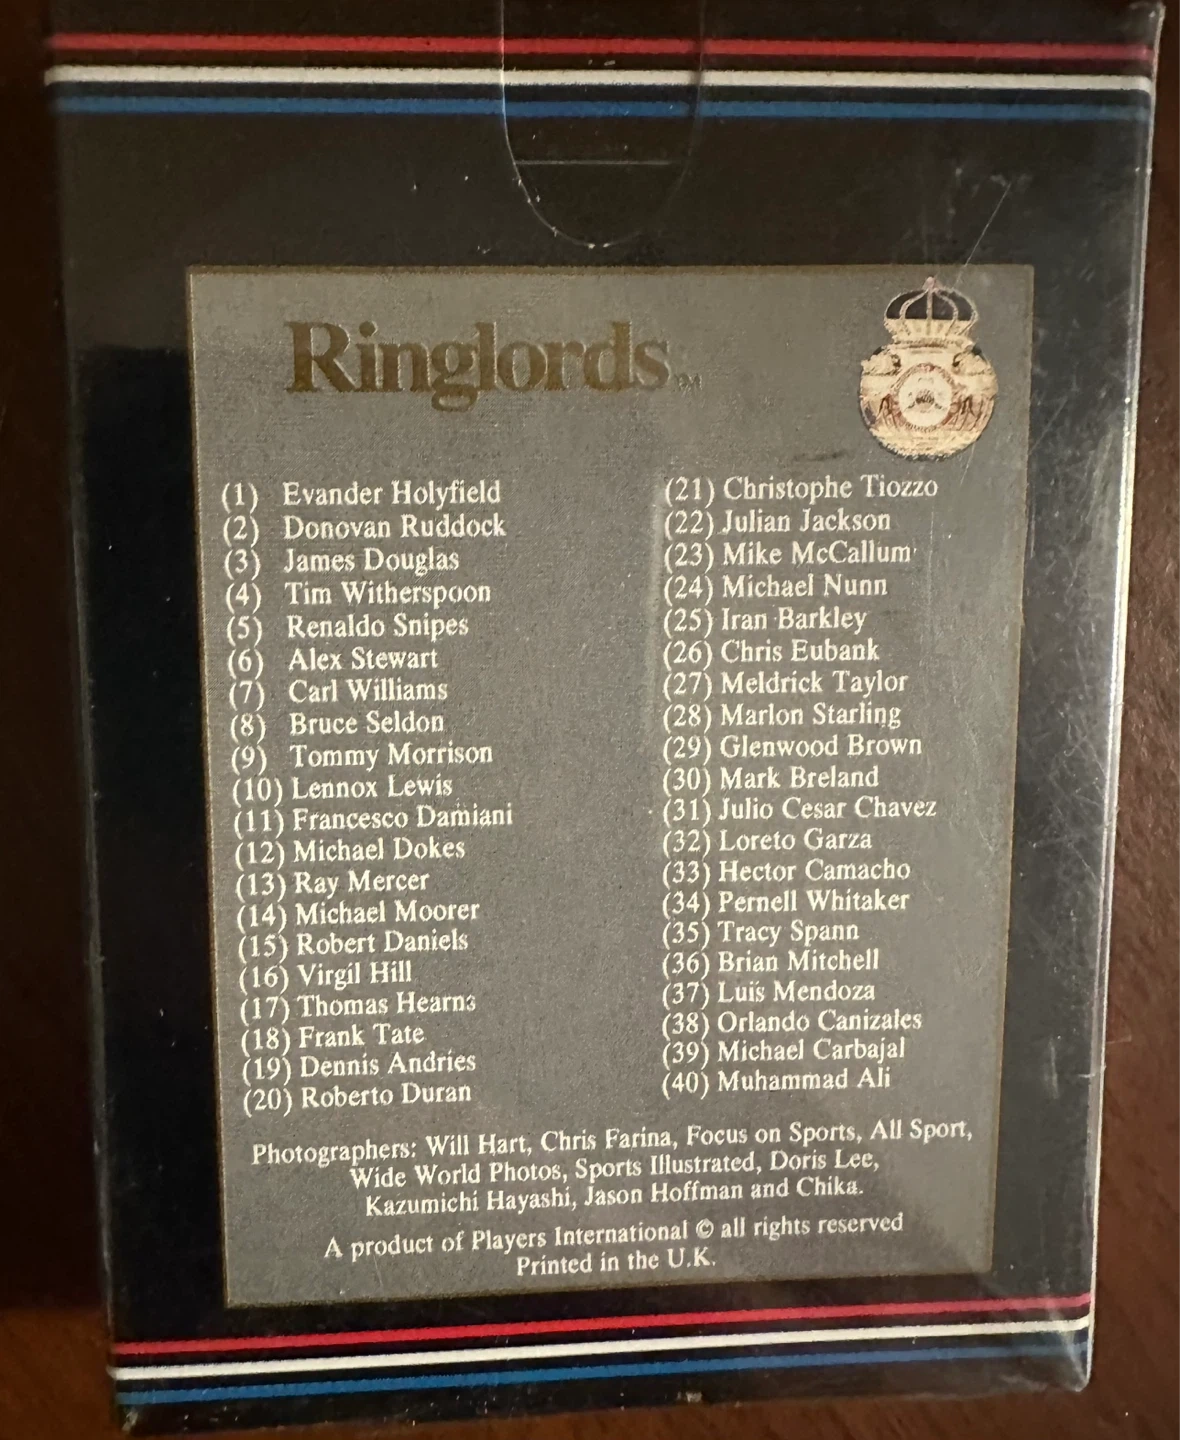 Ringlords™
(1) Evander Holyfield
(2) Donovan Ruddock
(3) James Douglas
(4) Tim Witherspoon
(5) Renaldo Snipes
(6) Alex Stewart
(7) Carl Williams
(8) Bruce Seldon
(9) Tommy Morrison
(10) Lennox Lewis
(11) Francesco Damiani
(12) Michael Dokes
(13) Ray Mercer
(14) Michael Moorer
(15) Robert Daniels
(16) Virgil Hill
(17) Thomas Hearns
(18) Frank Tate
(19) Dennis Andries
(20) Roberto Duran
(21) Christophe Tiozzo
(22) Julian Jackson
(23) Mike McCallum
(24) Michael Nunn
(25) Iran Barkley
(26) Chris Eubank
(27) Meldrick Taylor
(28) Marlon Starling
(29) Glenwood Brown
(30) Mark Breland
(31) Julio Cesar Chavez
(32) Loreto Garza
(33) Hector Camacho
(34) Pernell Whitaker
(35) Tracy Spann
(36) Brian Mitchell
(37) Luis Mendoza
(38) Orlando Canizales
(39) Michael Carbajal
(40) Muhammad Ali
Photographers: Will Hart, Chris Farina, Focus on Sports, All Sport,
Wide World Photos, Sports Illustrated, Doris Lee,
Kazumichi Hayashi, Jason Hoffman and Chika.
A product of Players International © all rights reserved
Printed in the U.K.